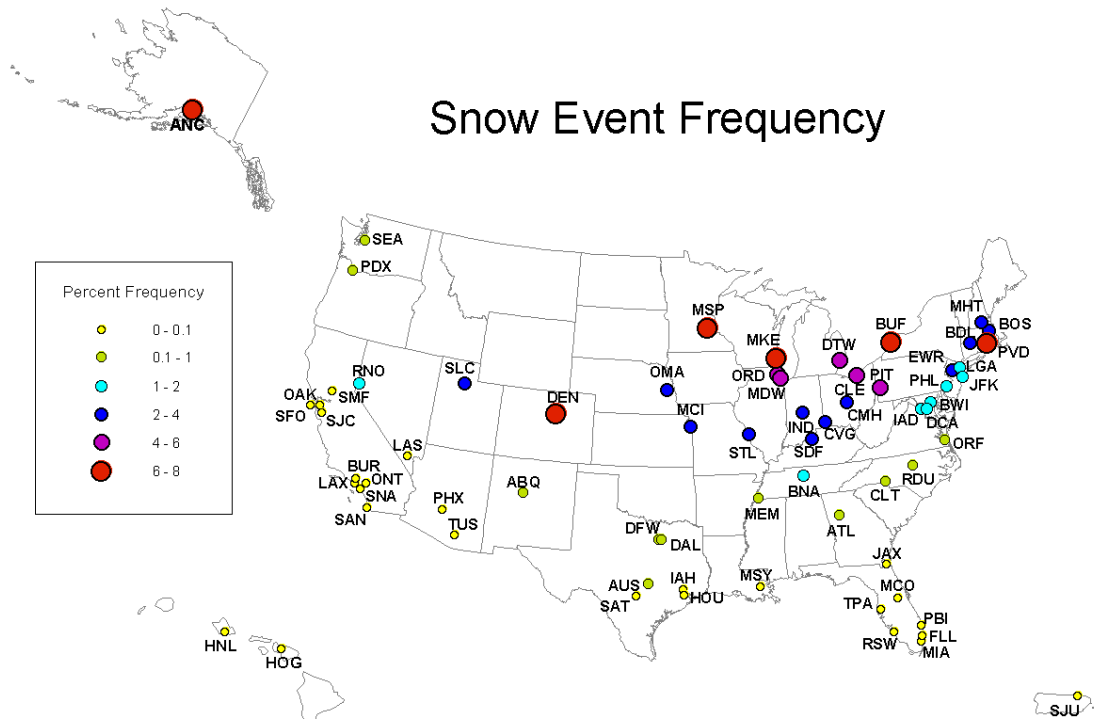 Snow Event Frequency
ANC
Percent Frequency
0 - 0.1
0.1 - 1
1 - 2
2 - 4
4 - 6
6 - 8
SEA
PDX
RNO
SLC
OAK
SMF
SFO
SJC
LAS
BUR
LAX
ONT
SNA
SAN
PHX
TUS
ABQ
DEN
OMA
MCI
MSP
MKE
ORD
MDW
STL
IND
SDF
CVG
CMH
CLE
DTW
PIT
BUF
MHT
BOS
BDL
PVD
EWR
LGA
JFK
PHL
BWI
IAD
DCA
ORF
RDU
CLT
BNA
MEM
ATL
DFW
DAL
AUS
SAT
IAH
HOU
MSY
JAX
MCO
TPA
PBI
RSW
FLL
MIA
HNL
HOG
SJU